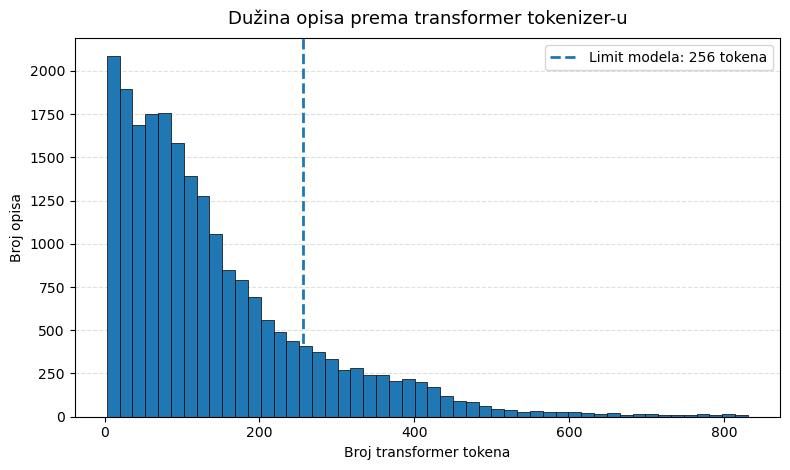 Dužina opisa prema transformer tokenizer-u
Limit modela: 256 tokena
Broj opisa
2000
1750
1500
1250
1000
750
500
250
0
0 200 400 600 800
Broj transformer tokena